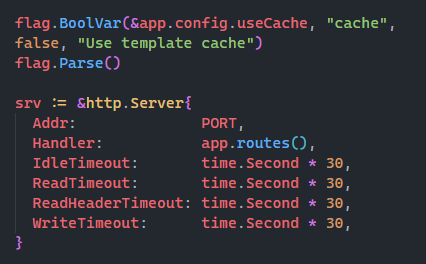 flag.BoolVar(&app.config.useCache, "cache",
false, "Use template cache")
flag.Parse()

srv := &http.Server{
  Addr:              PORT,
  Handler:           app.routes(),
  IdleTimeout:       time.Second * 30,
  ReadTimeout:       time.Second * 30,
  ReadHeaderTimeout: time.Second * 30,
  WriteTimeout:      time.Second * 30,
}